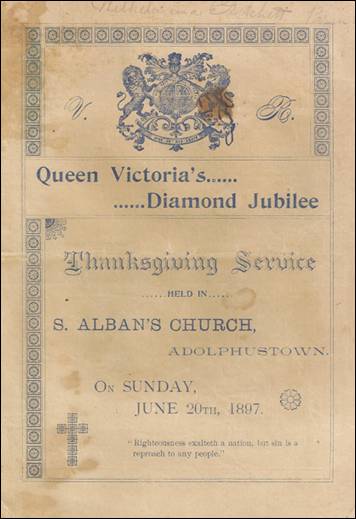 V. R.
Queen Victoria's......
......Diamond Jubilee
Thanksgiving Service
......HELD IN......
S. ALBAN'S CHURCH,
ADOLPHUSTOWN.
ON SUNDAY,
JUNE 20TH, 1897.
"Righteousness exalteth a nation, but sin is a
reproach to any people."